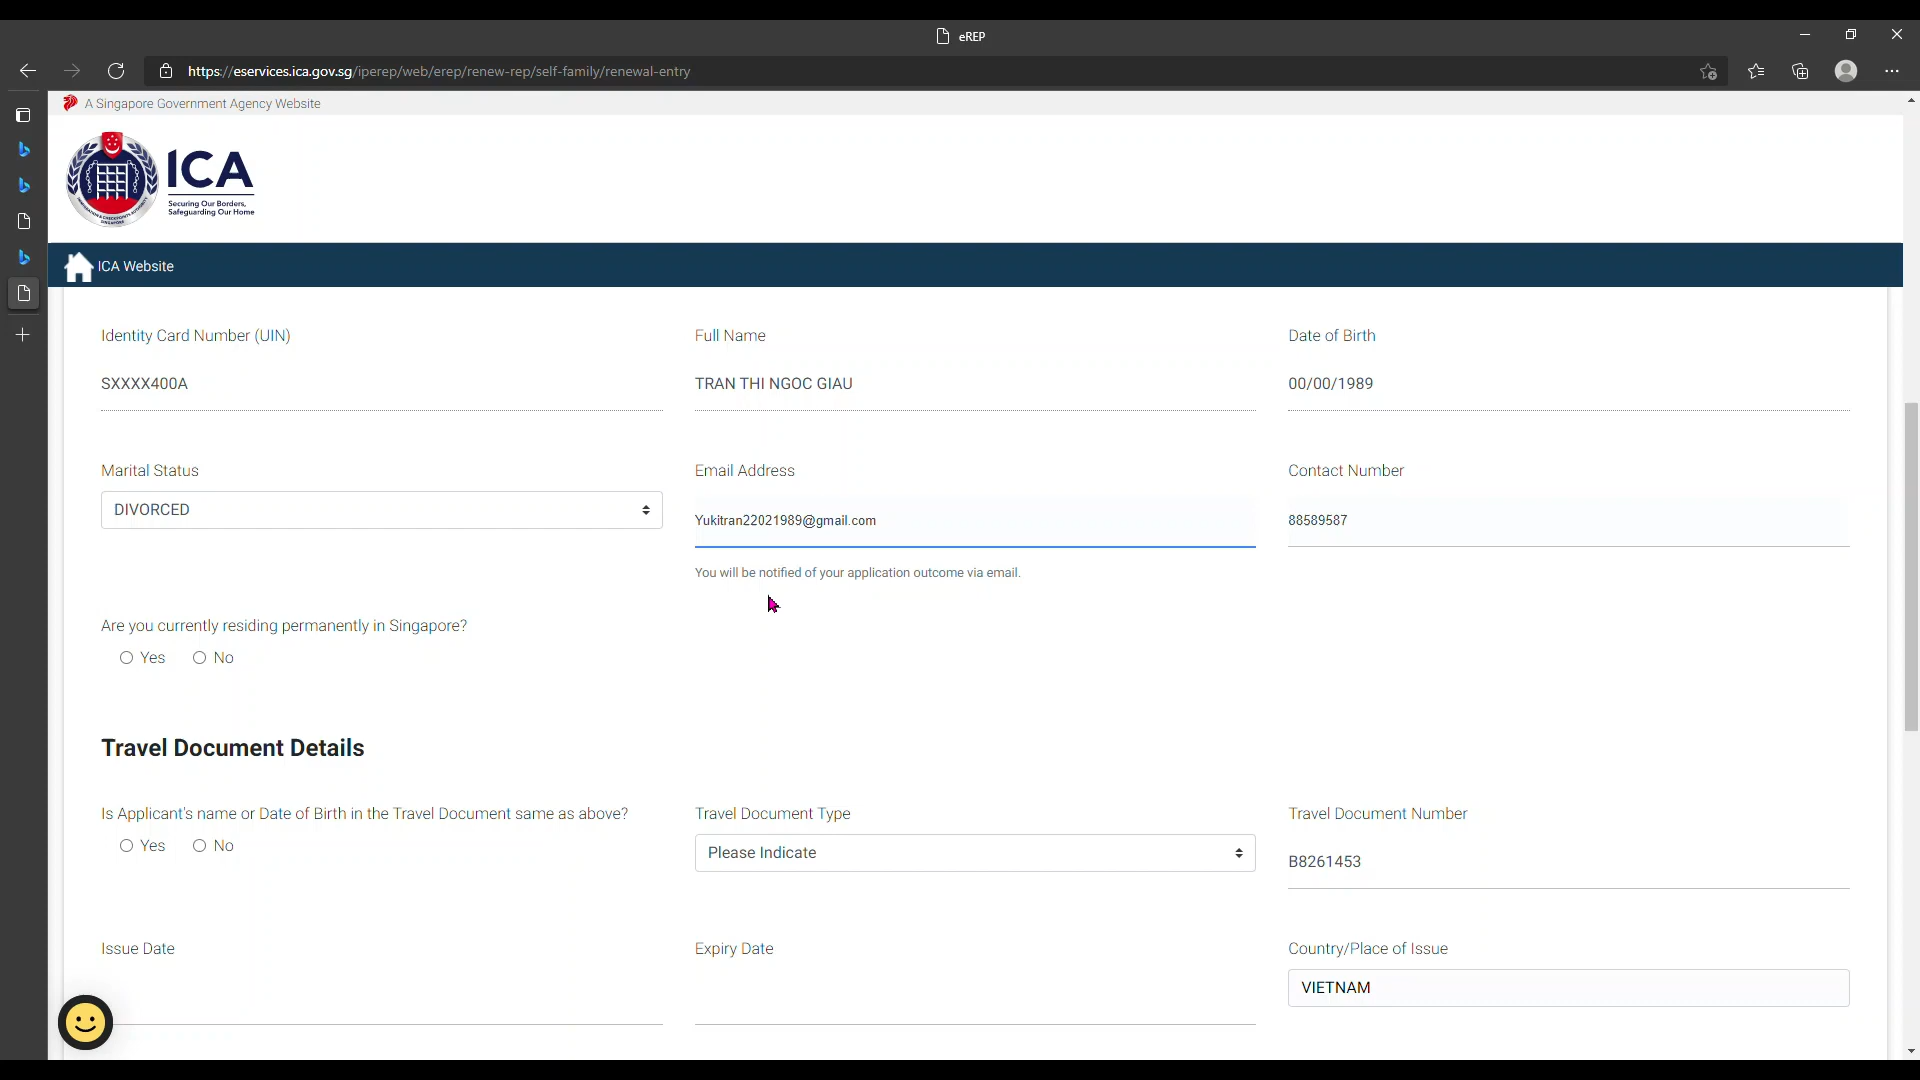 eREP
https://eservices.ica.gov.sg/iperep/web/erep/renew-rep/self-family/renewal-entry
A Singapore Government Agency Website
ICA
Securing Our Borders,
Safeguarding Our Home
ICA Website
Identity Card Number (UIN)
Full Name
Date of Birth
SXXXX400A
TRAN THI NGOC GIAU
00/00/1989
Marital Status
Email Address
Contact Number
DIVORCED
Yukitran22021989@gmail.com
88589587
You will be notified of your application outcome via email.
Are you currently residing permanently in Singapore?
Yes No
Travel Document Details
Is Applicant's name or Date of Birth in the Travel Document same as above?
Travel Document Type
Travel Document Number
Yes No
Please Indicate
B8261453
Issue Date
Expiry Date
Country/Place of Issue
VIETNAM